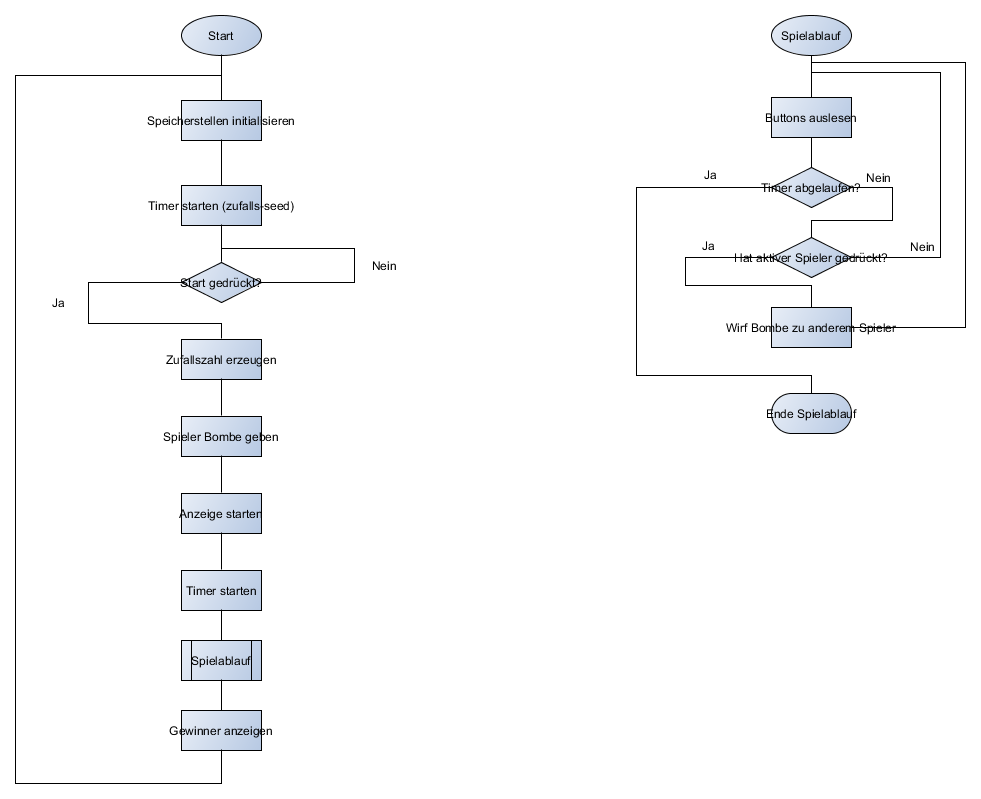 Start
Speicherstellen initialisieren
Timer starten (zufalls-seed)
Nein
Start gedrückt?
Ja
Zufallszahl erzeugen
Spieler Bombe geben
Anzeige starten
Timer starten
Spielablauf
Gewinner anzeigen
Spielablauf
Buttons auslesen
Ja
Nein
Timer abgelaufen?
Ja
Nein
Hat aktiver Spieler gedrückt?
Wirf Bombe zu anderem Spieler
Ende Spielablauf